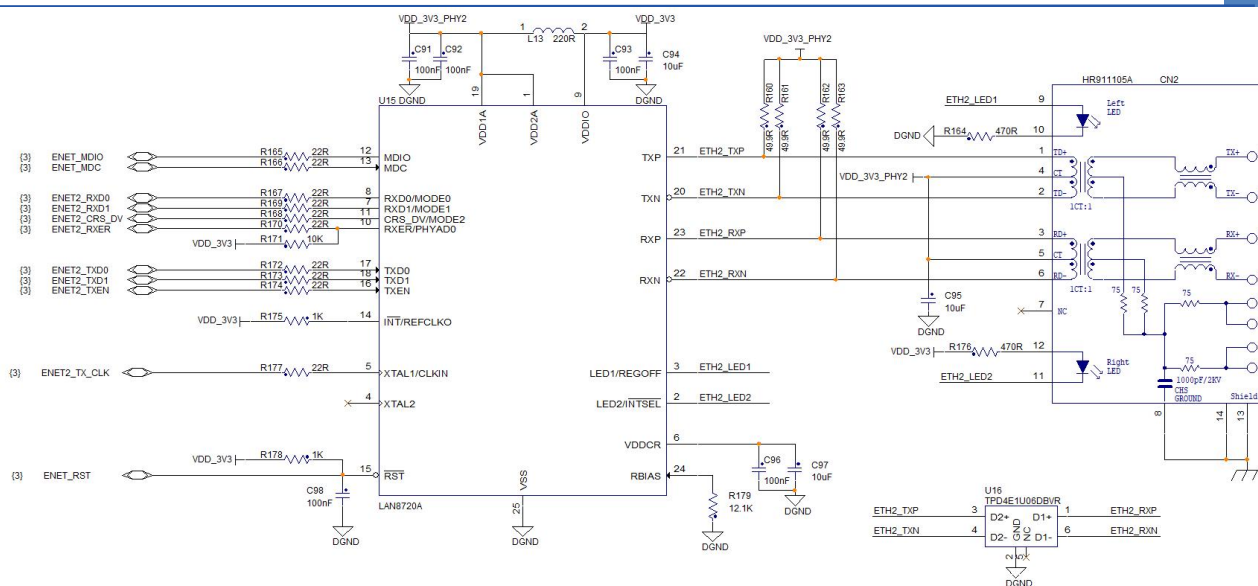 VDD_3V3_PHY2
1
2
VDD_3V3
L13 220R
C91
C92
100nF
100nF
DGND
C93
C94
100nF
10uF
DGND
U15
19
1
9
VDD1A
VDD2A
VDDIO
{3} ENET_MDIO R165 22R 12 MDIO
{3} ENET_MDC R166 22R 13 MDC
{3} ENET2_RXD0 R167 22R 8 RXD0/MODE0
{3} ENET2_RXD1 R169 22R 7 RXD1/MODE1
{3} ENET2_CRS_DV R168 22R 11 CRS_DV/MODE2
{3} ENET2_RXER R170 22R 10 RXER/PHYAD0
VDD_3V3 R171 10K
{3} ENET2_TXD0 R172 22R 17 TXD0
{3} ENET2_TXD1 R173 22R 18 TXD1
{3} ENET2_TXEN R174 22R 16 TXEN
VDD_3V3 R175 1K 14 INT/REFCLKO
{3} ENET2_TX_CLK R177 22R 5 XTAL1/CLKIN
4 XTAL2
VDD_3V3 R178 1K
{3} ENET_RST 15 RST
C98
100nF
DGND
LAN8720A
VSS
25
DGND
TXP 21 ETH2_TXP
TXN 20 ETH2_TXN
RXP 23 ETH2_RXP
RXN 22 ETH2_RXN
LED1/REGOFF 3 ETH2_LED1
LED2/INTSEL 2 ETH2_LED2
VDDCR 6
RBIAS 24
C96
100nF
C97
10uF
DGND
R179
12.1K
DGND
VDD_3V3_PHY2
R160
R161
R162
R163
49.9R
49.9R
49.9R
49.9R
HR911105A CN2
ETH2_LED1 9
Left
LED
DGND R164 470R 10
1 TD+
VDD_3V3_PHY2 4 CT
2 TD-
1CT:1
TX+
TX-
3 RD+
5 CT
6 RD-
1CT:1
RX+
RX-
C95
10uF
DGND
7 NC
75
75
75
75
VDD_3V3 R176 470R 12
ETH2_LED2 11
Right
LED
1000pF/2KV
CHS
GROUND
Shield
8
14
13
U16
TPD4E1U06DBVR
ETH2_TXP 3 D2+ D1+ 1 ETH2_RXP
ETH2_TXN 4 D2- D1- 6 ETH2_RXN
GND
NC
2
5
DGND